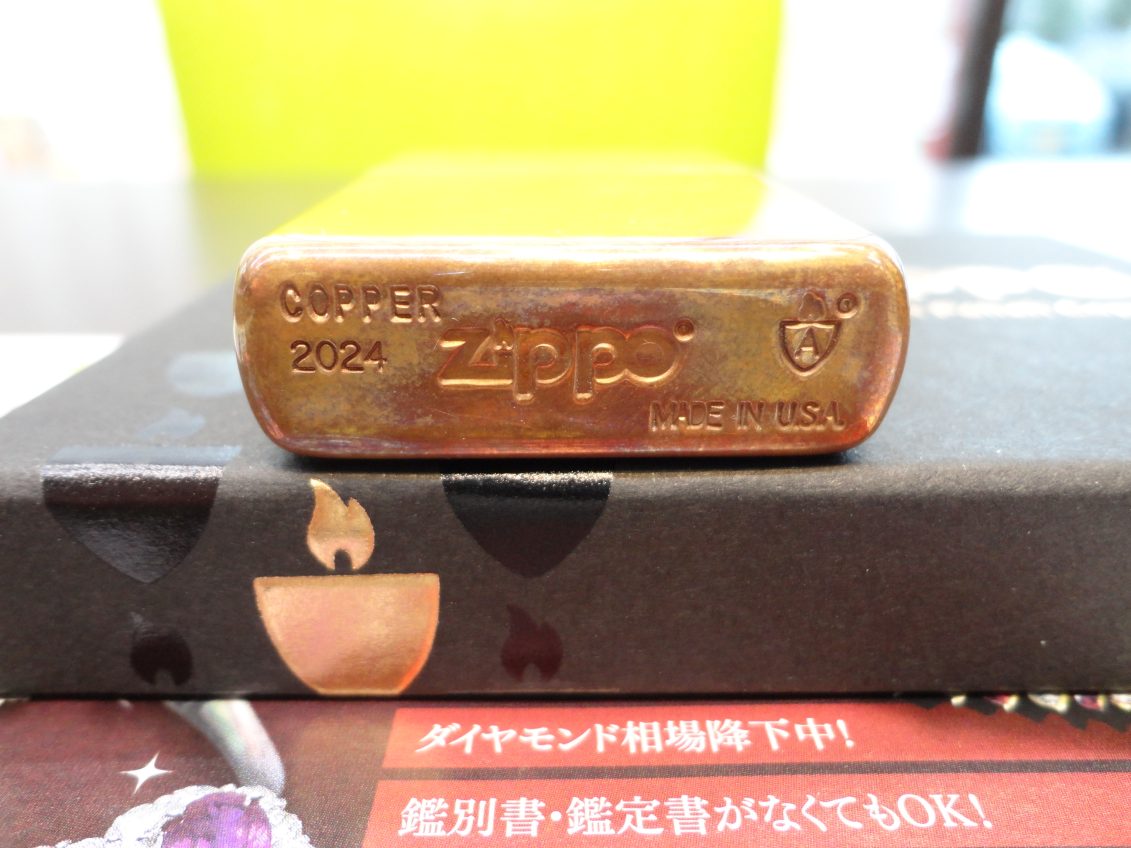 COPPER
2024
Zippo
A
MADE IN U.S.A.
ダイヤモンド相場降下中!
鑑別書・鑑定書がなくてもOK!